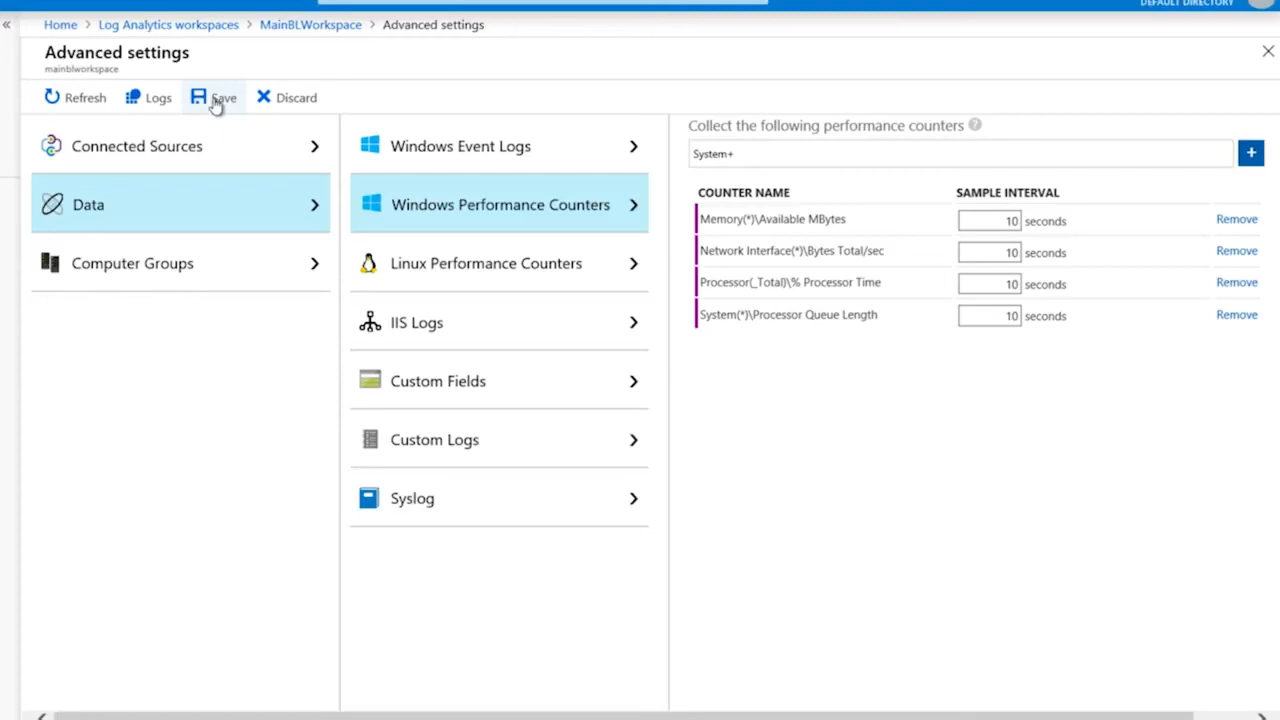 DEFAULT DIRECTORY
«
Home > Log Analytics workspaces > MainBLWorkspace > Advanced settings
Advanced settings
mainblworkspace
Refresh Logs Save Discard
Connected Sources
Data
Computer Groups
Windows Event Logs
Windows Performance Counters
Linux Performance Counters
IIS Logs
Custom Fields
Custom Logs
Syslog
Collect the following performance counters ?
System+
+
COUNTER NAME SAMPLE INTERVAL
Memory(*)\Available MBytes 10 seconds Remove
Network Interface(*)\Bytes Total/sec 10 seconds Remove
Processor(_Total)\% Processor Time 10 seconds Remove
System(*)\Processor Queue Length 10 seconds Remove